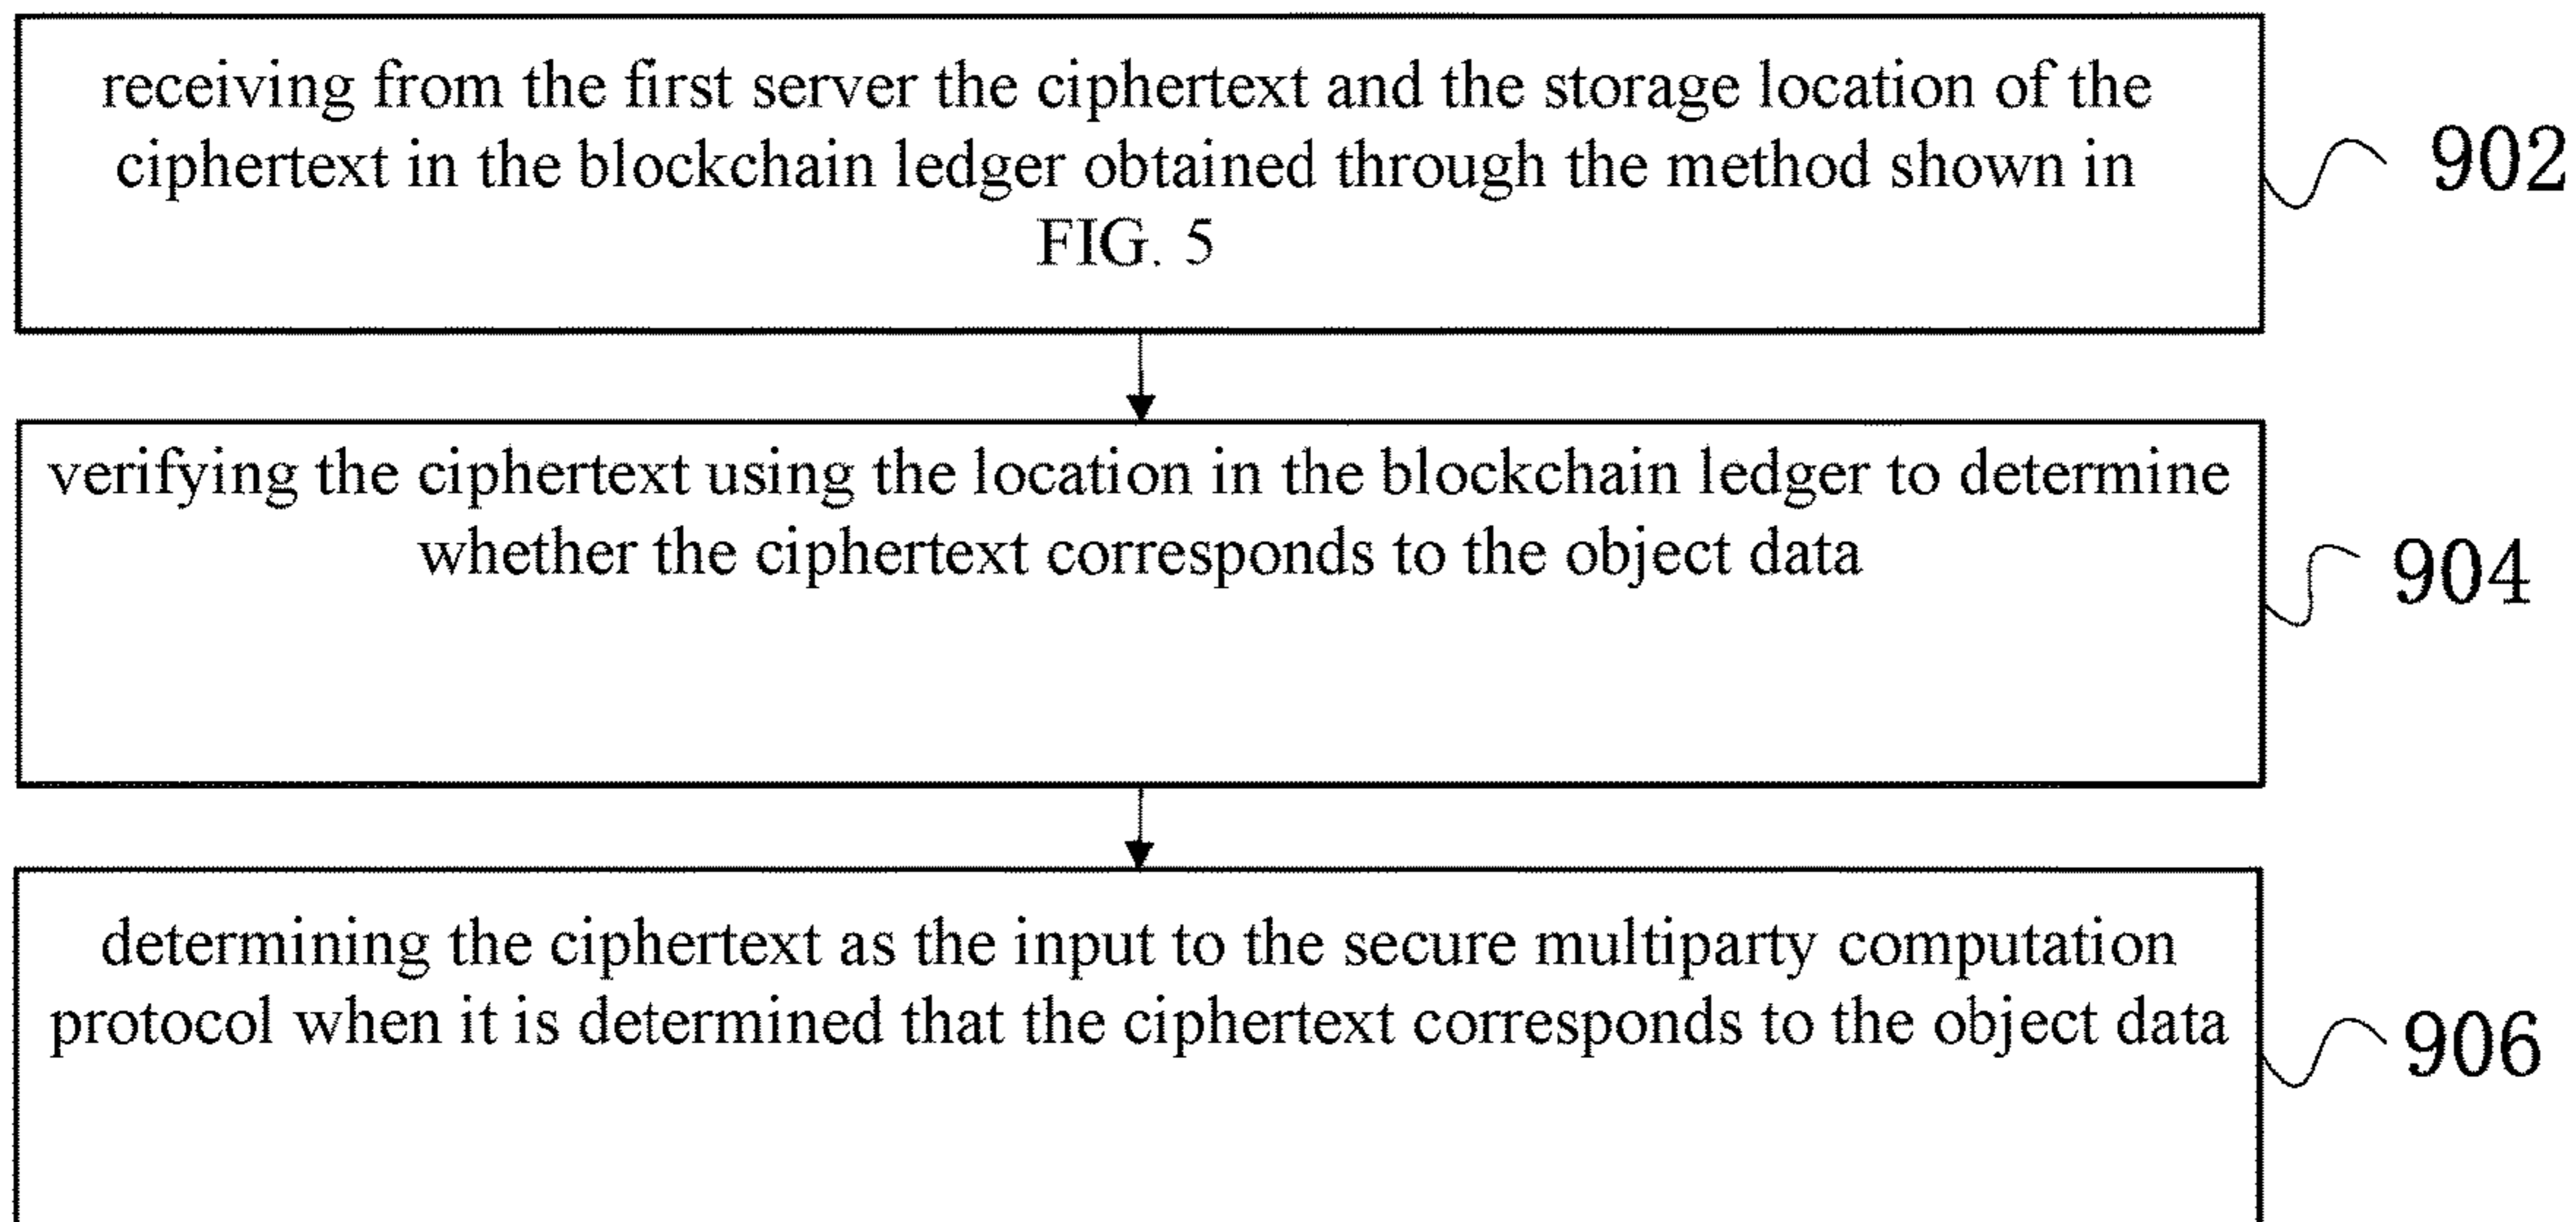 receiving from the first server the ciphertext and the storage location of the
ciphertext in the blockchain ledger obtained through the method shown in
FIG. 5
902
verifying the ciphertext using the location in the blockchain ledger to determine
whether the ciphertext corresponds to the object data
904
determining the ciphertext as the input to the secure multiparty computation
protocol when it is determined that the ciphertext corresponds to the object data
906